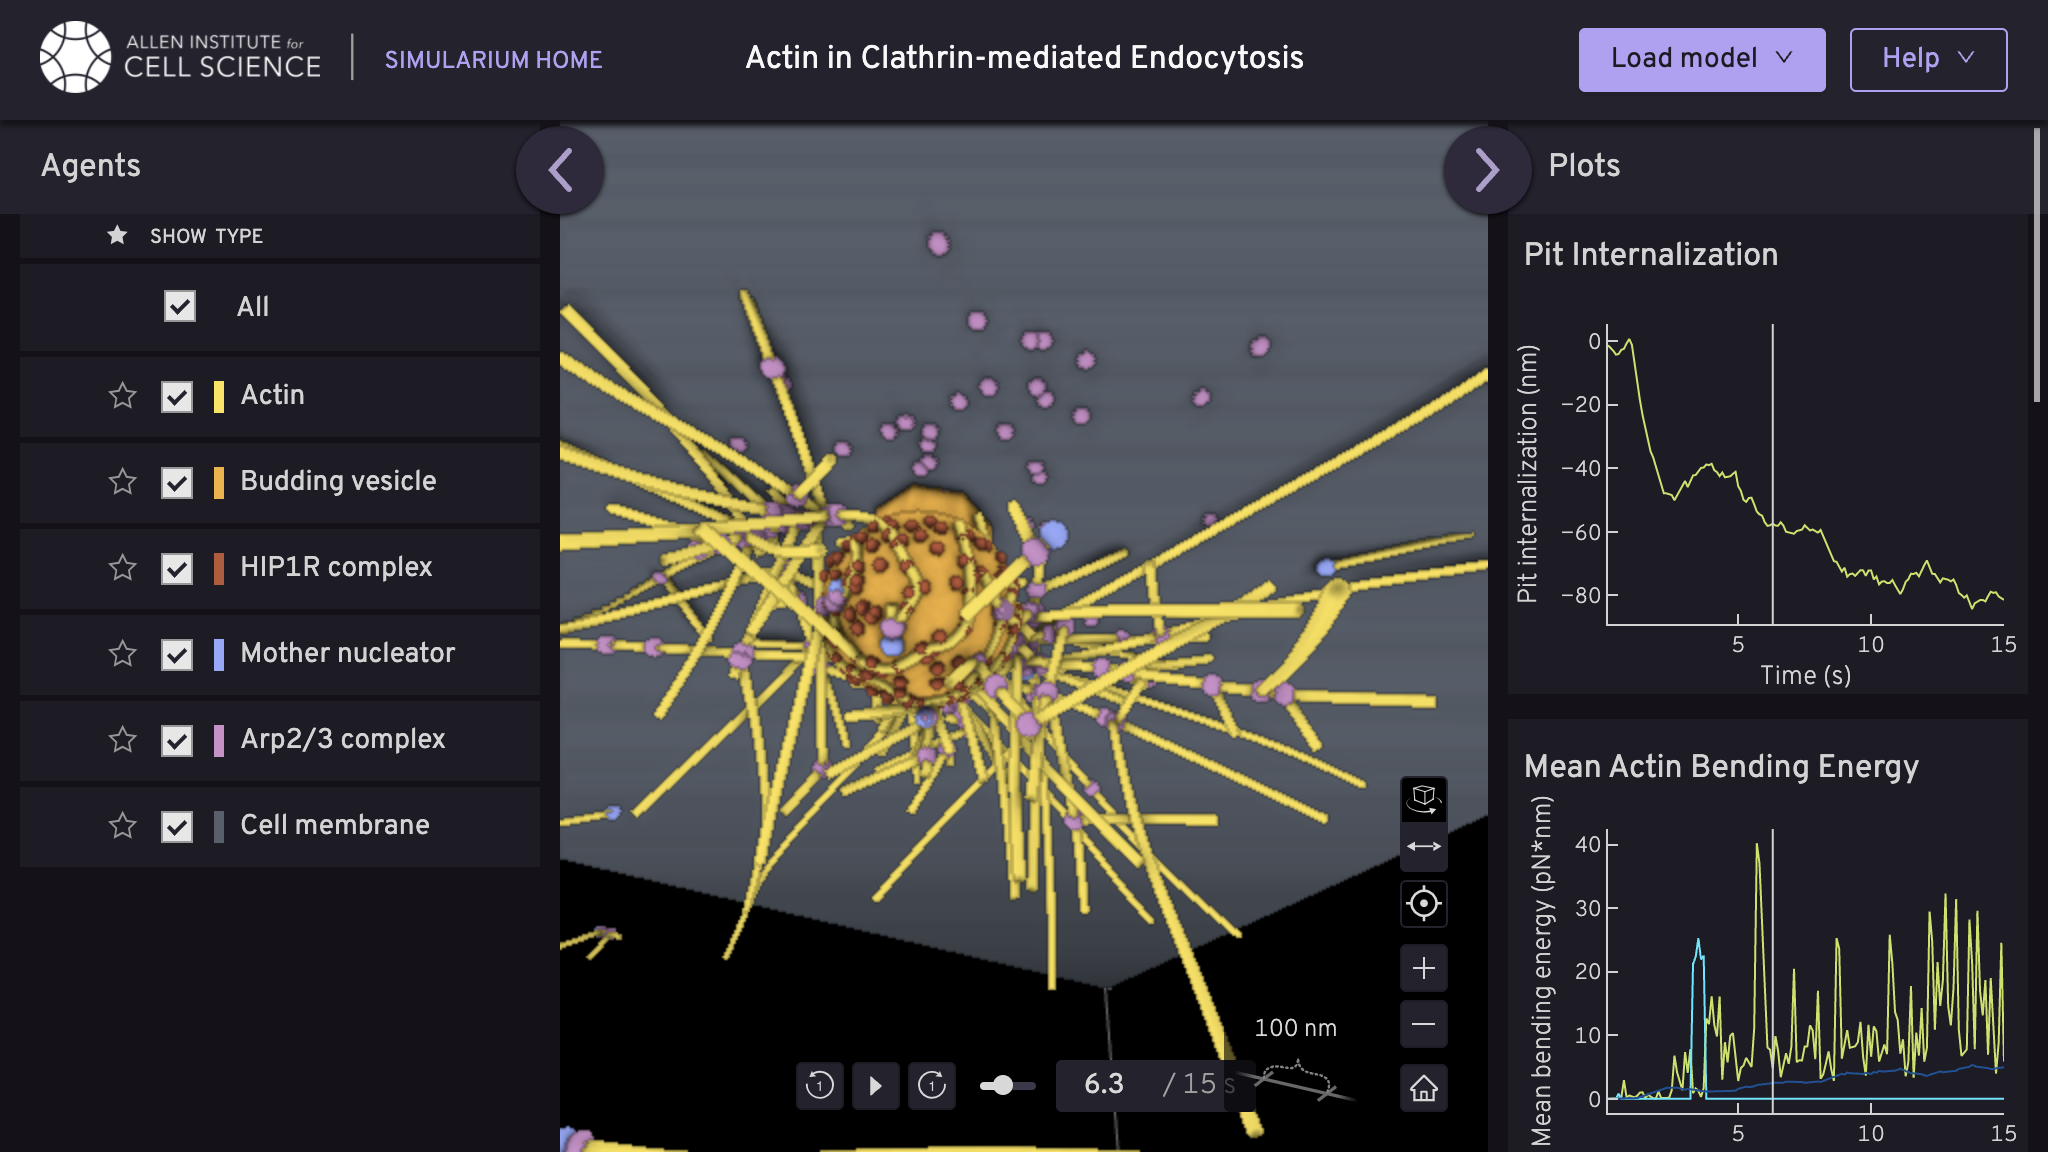 ALLEN INSTITUTE for
CELL SCIENCE
SIMULARIUM HOME
Actin in Clathrin-mediated Endocytosis
Load model
Help
Agents
SHOW TYPE
All
Actin
Budding vesicle
HIP1R complex
Mother nucleator
Arp2/3 complex
Cell membrane
100 nm
1
1
6.3 / 15 s
Plots
Pit Internalization
Pit internalization (nm)
0
−20
−40
−60
−80
5 10 15
Time (s)
Mean Actin Bending Energy
Mean bending energy (pN*nm)
40
30
20
10
0
5 10 15